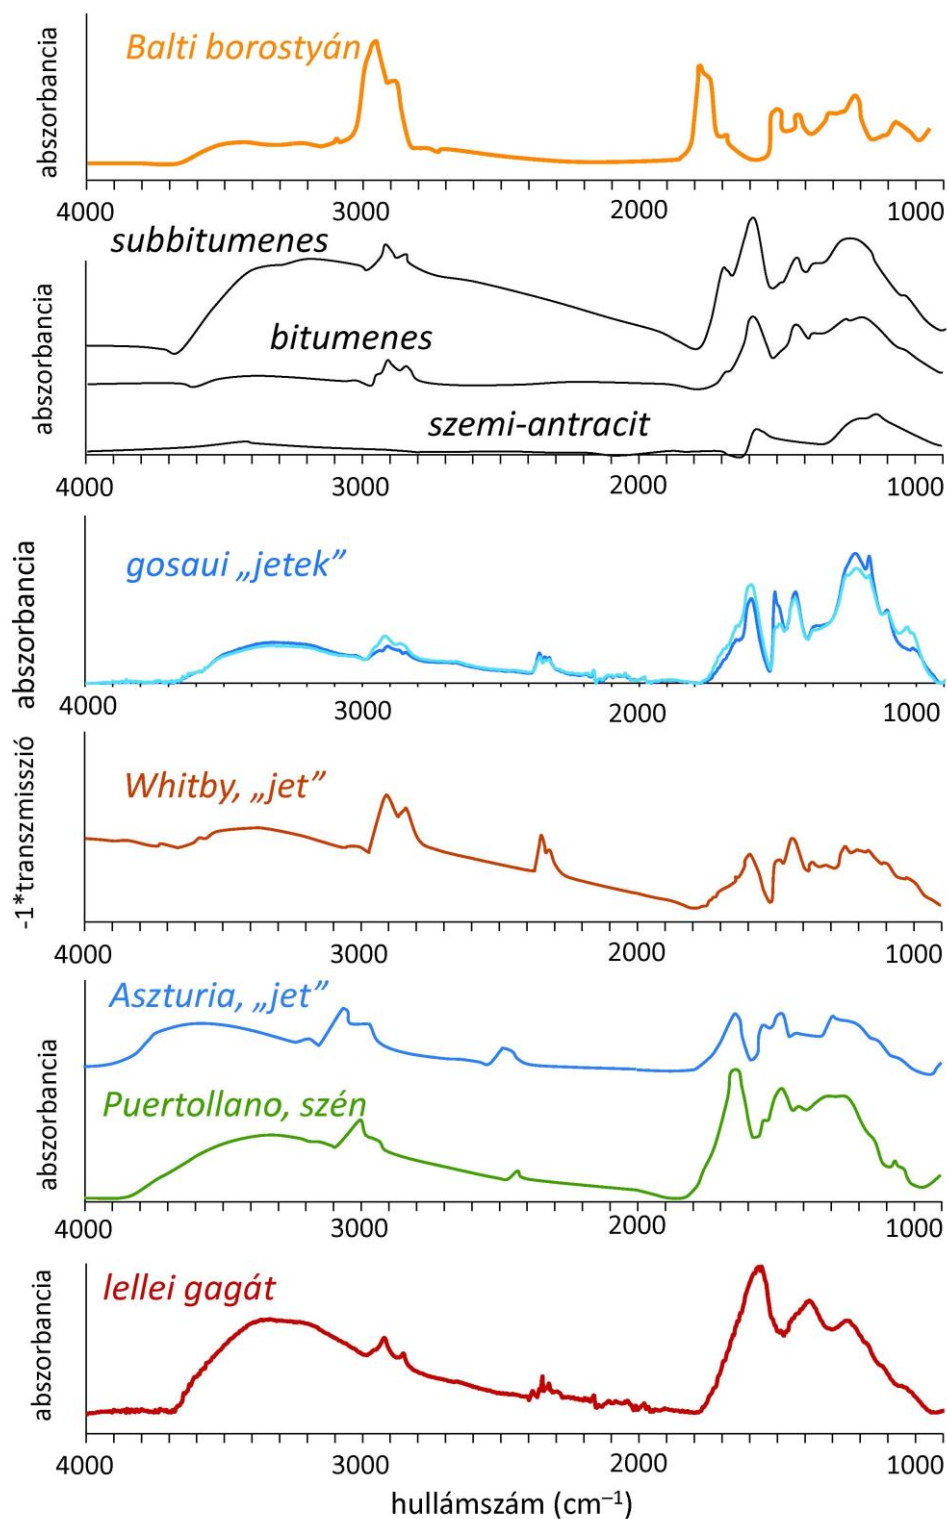 Balti borostyán
abszorbancia
4000 3000 2000 1000
subbitumenes
bitumenes
szemi-antracit
abszorbancia
4000 3000 2000 1000
gosaui „jetek”
abszorbancia
4000 3000 2000 1000
Whitby, „jet”
-1*transzmisszió
4000 3000 2000 1000
Aszturia, „jet”
Puertollano, szén
abszorbancia
4000 3000 2000 1000
lellei gagát
abszorbancia
4000 3000 2000 1000
hullámszám (cm⁻¹)